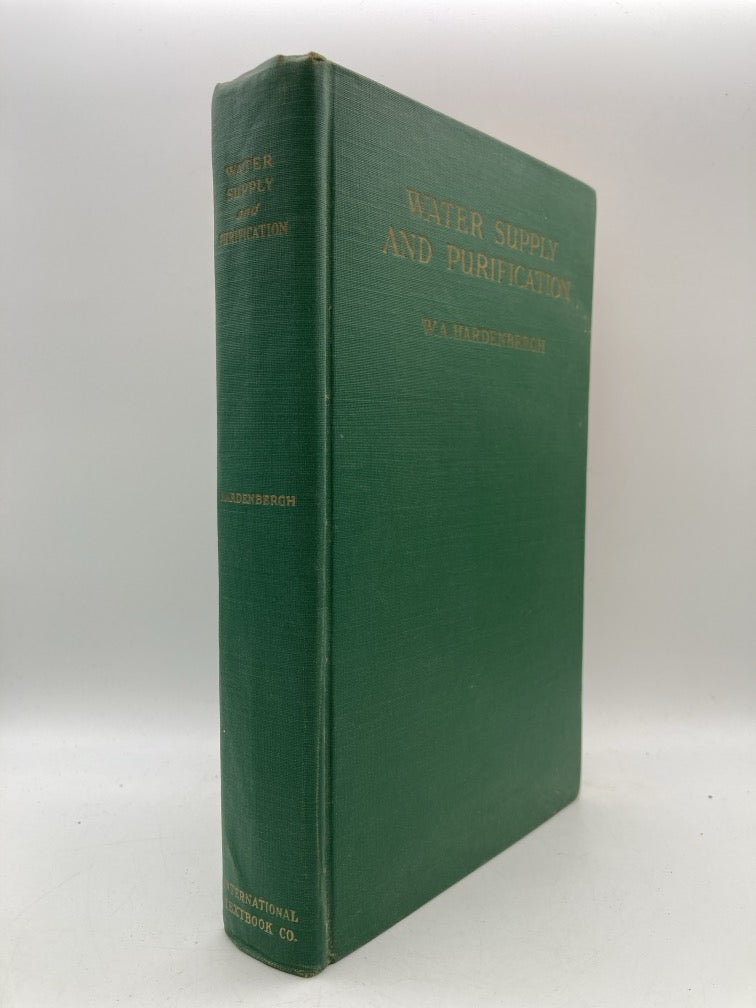 WATER
SUPPLY
and
PURIFICATION
HARDENBERGH
INTERNATIONAL
TEXTBOOK CO.
WATER SUPPLY
AND PURIFICATION
W.A. HARDENBERGH